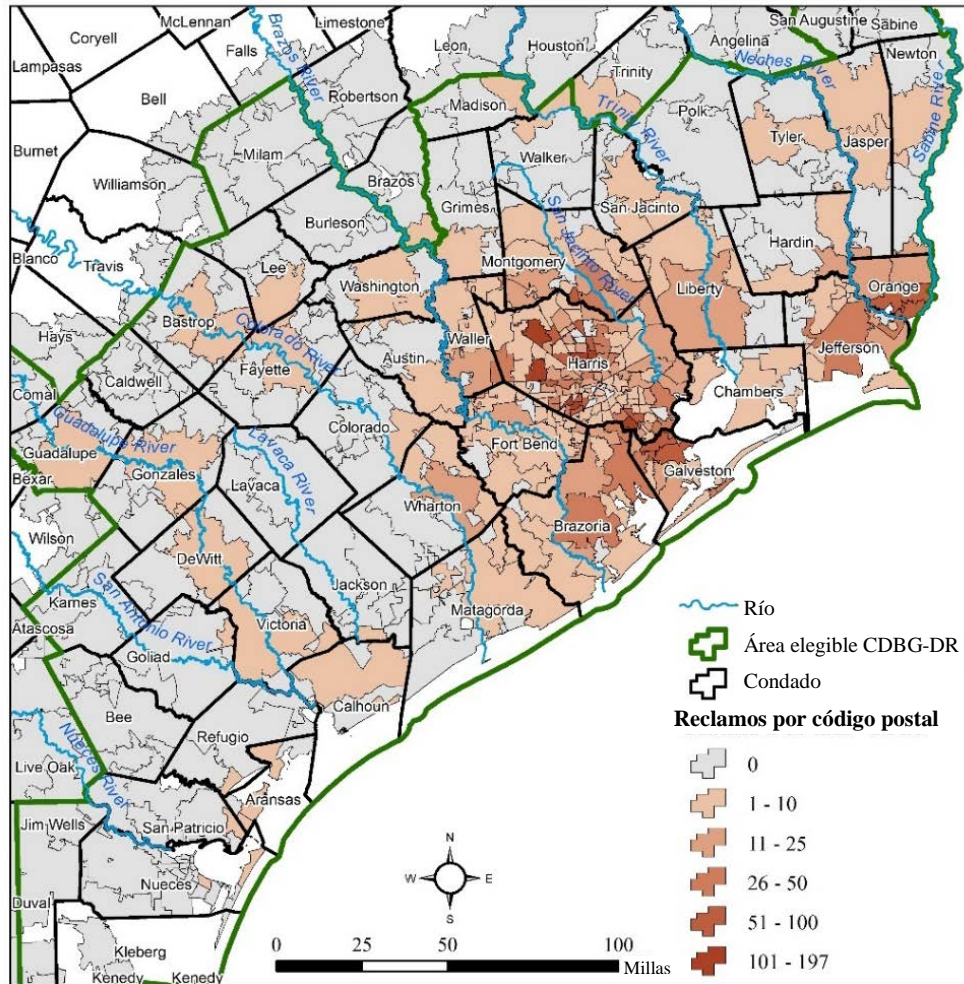 McLennan
Limestone
Coryell
Falls
Leon
Houston
Angelina
San Augustine
Sabine
Newton
Lampasas
Bell
Brazos River
Robertson
Madison
Trinity
Trinity River
Neches River
Sabine River
Polk
Tyler
Jasper
Burnet
Milam
Walker
Williamson
Brazos
Grimes
San Jacinto
Burleson
San Jacinto River
Hardin
Blanco
Travis
Lee
Washington
Montgomery
Liberty
Orange
Bastrop
Colorado River
Waller
Harris
Jefferson
Hays
Fayette
Austin
Chambers
Comal
Caldwell
Colorado
Fort Bend
Guadalupe River
Guadalupe
Lavaca River
Galveston
Bexar
Gonzales
Lavaca
Wharton
Brazoria
Wilson
DeWitt
Karnes
Jackson
Matagorda
San Antonio River
Atascosa
Victoria
Goliad
Calhoun
Bee
Refugio
Nueces River
Live Oak
Aransas
Jim Wells
San Patricio
Nueces
Duval
Kleberg
Kenedy
Kenedy
Río
Área elegible CDBG-DR
Condado
Reclamos por código postal
0
1 - 10
11 - 25
26 - 50
51 - 100
101 - 197
N
W
E
S
0
25
50
100
Millas